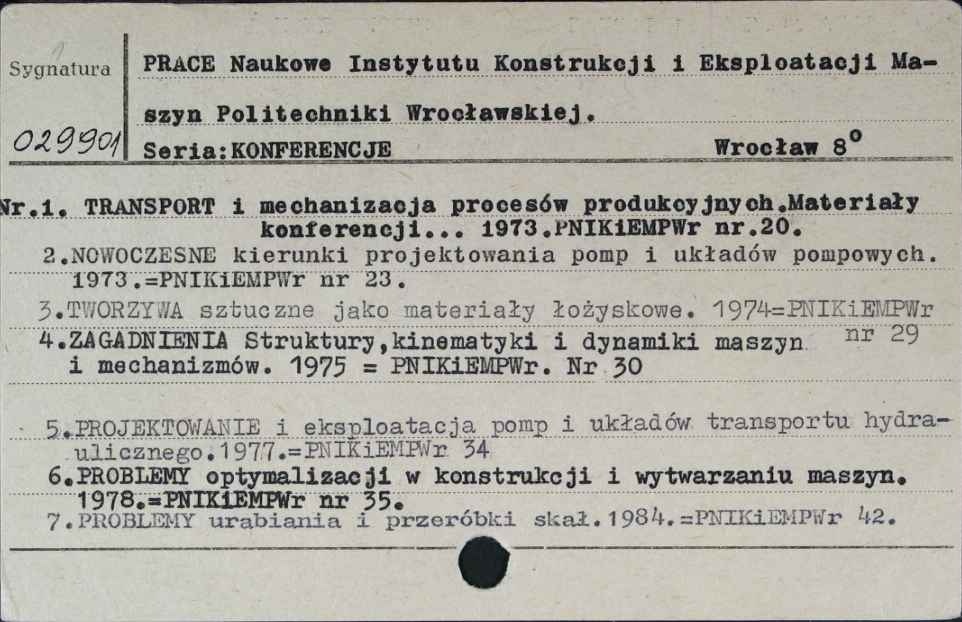 Sygnatura
029901
PRACE Naukowe Instytutu Konstrukcji i Eksploatacji Ma-
szyn Politechniki Wrocławskiej.
Seria:KONFERENCJE Wrocław 8°
Nr.1. TRANSPORT i mechanizacja procesów produkcyjnych.Materiały
konferencji... 1973.PNIKiEMPWr nr.20.
2.NOWOCZESNE kierunki projektowania pomp i układów pompowych.
1973.=PNIKiEMPWr nr 23.
3.TWORZYWA sztuczne jako materiały łożyskowe. 1974=PNIKiEMPWr
nr 29
4.ZAGADNIENIA Struktury,kinematyki i dynamiki maszyn
i mechanizmów. 1975 = PNIKiEMPWr. Nr 30
5.PROJEKTOWANIE i eksploatacja pomp i układów transportu hydra-
ulicznego.1977.=PNIKiEMPWr 34
6.PROBLEMY optymalizacji w konstrukcji i wytwarzaniu maszyn.
1978.=PNIKiEMPWr nr 35.
7.PROBLEMY urabiania i przeróbki skał.1984.=PNIKiEMPWr 42.